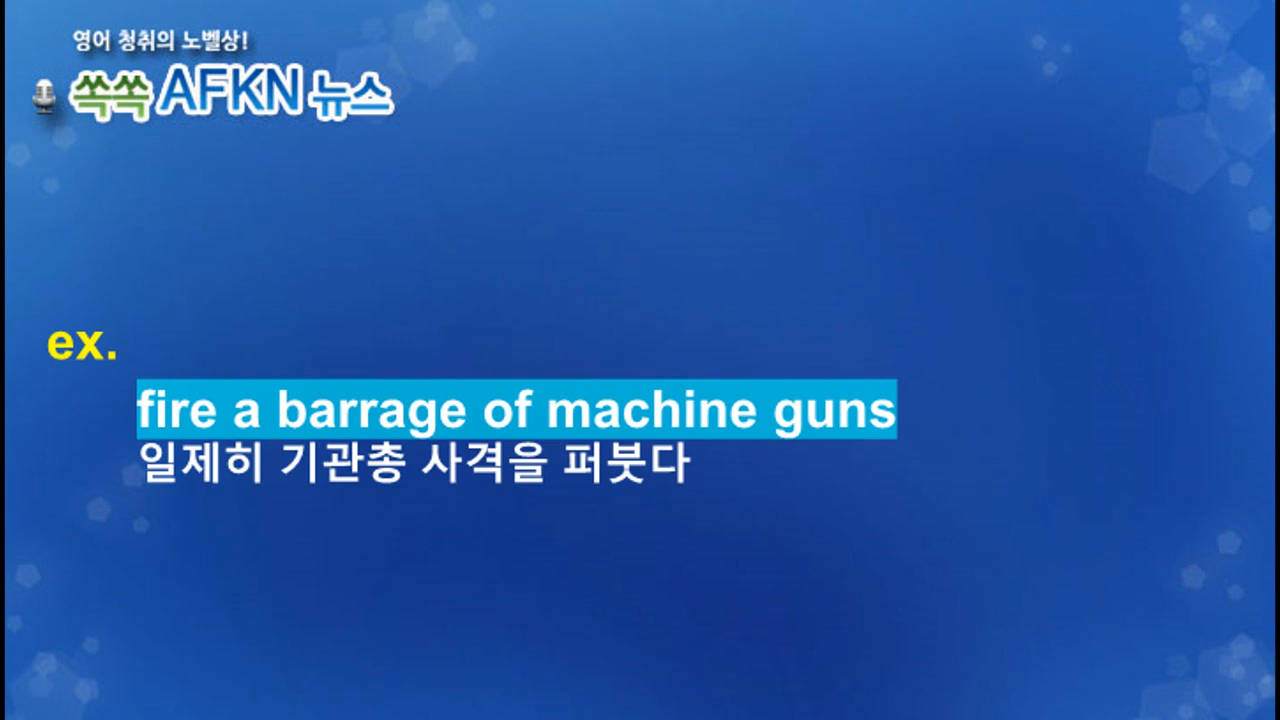 영어 청취의 노벨상!
쏙쏙 AFKN 뉴스
ex.
fire a barrage of machine guns
일제히 기관총 사격을 퍼붓다